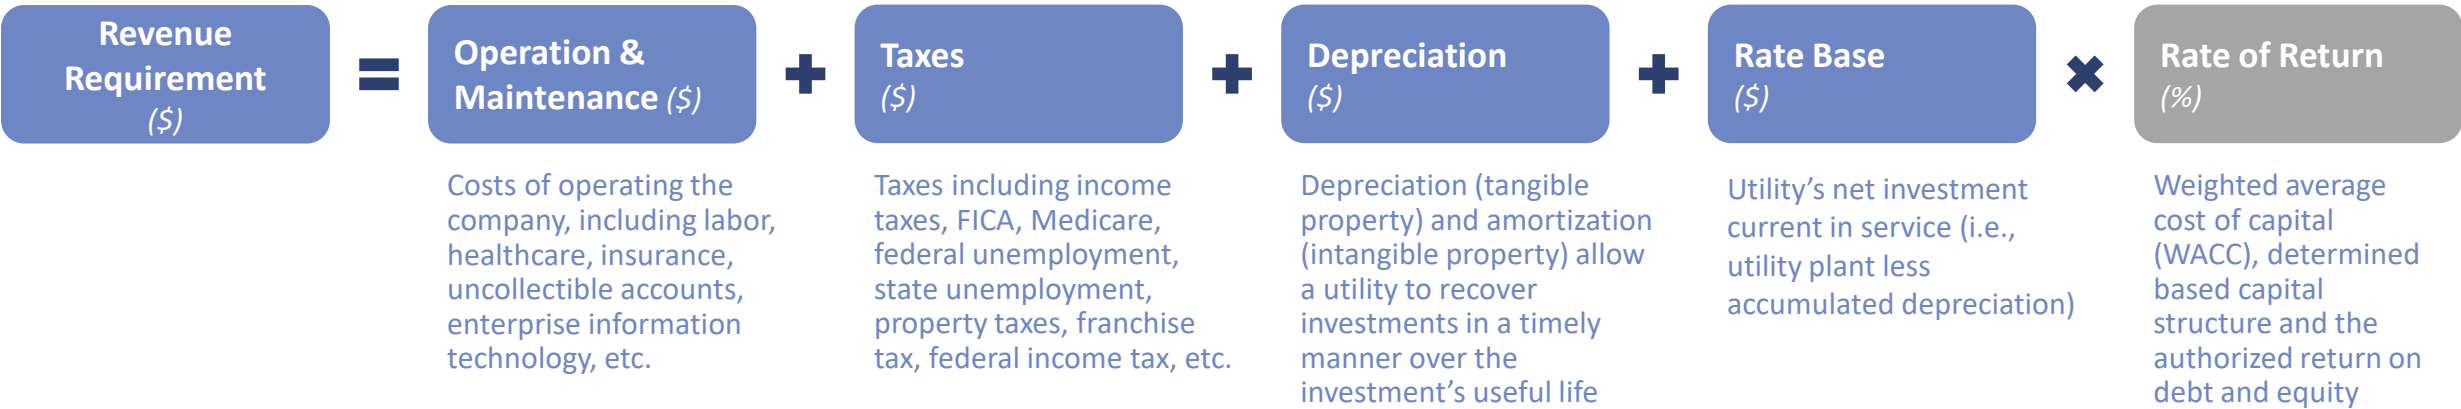 Revenue
Requirement
($)
=
Operation &
Maintenance ($)
+
Taxes
($)
+
Depreciation
($)
+
Rate Base
($)
×
Rate of Return
(%)
Costs of operating the
company, including labor,
healthcare, insurance,
uncollectible accounts,
enterprise information
technology, etc.
Taxes including income
taxes, FICA, Medicare,
federal unemployment,
state unemployment,
property taxes, franchise
tax, federal income tax, etc.
Depreciation (tangible
property) and amortization
(intangible property) allow
a utility to recover
investments in a timely
manner over the
investment’s useful life
Utility’s net investment
current in service (i.e.,
utility plant less
accumulated depreciation)
Weighted average
cost of capital
(WACC), determined
based capital
structure and the
authorized return on
debt and equity